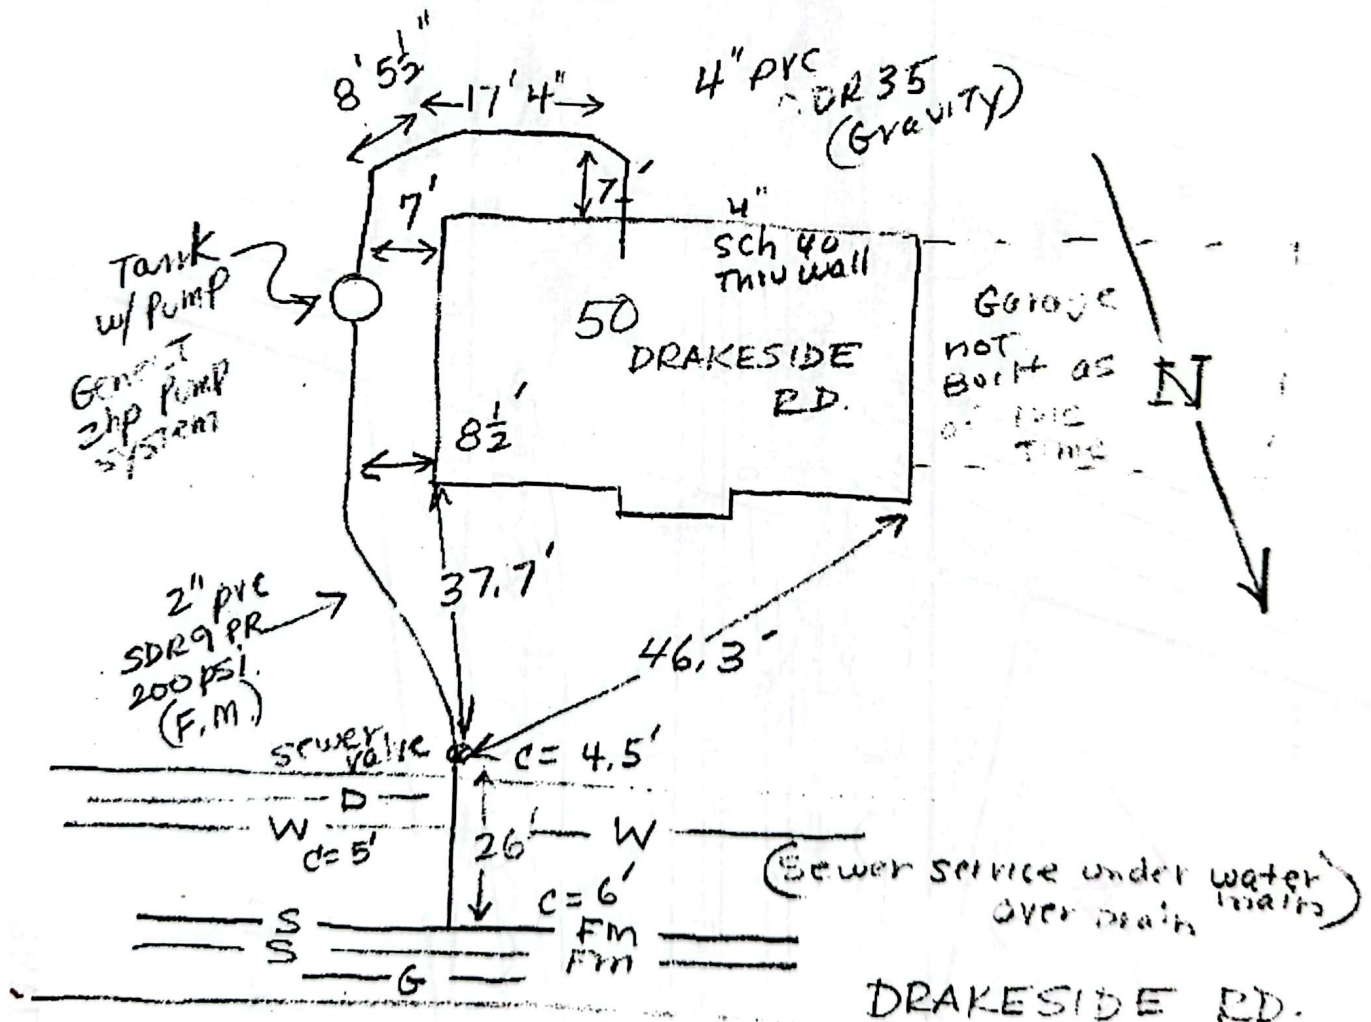 8' 5½"
17' 4"
4" pvc
SDR 35
(Gravity)
7'
7'
4"
Sch 40
Thru wall
Tank
w/ Pump
2hp Pump
System
50
DRAKESIDE
RD.
Garage
not
Built as
of
Time
N
8½'
37.7'
2" pvc
SDR9 PR
200 psi.
(F.M.)
46.3'
sewer
valve
c= 4.5'
D
W
W
c=5'
26'
(Sewer service under water
main
over drain)
c=6'
S
FM
S
FM
G
DRAKESIDE RD.